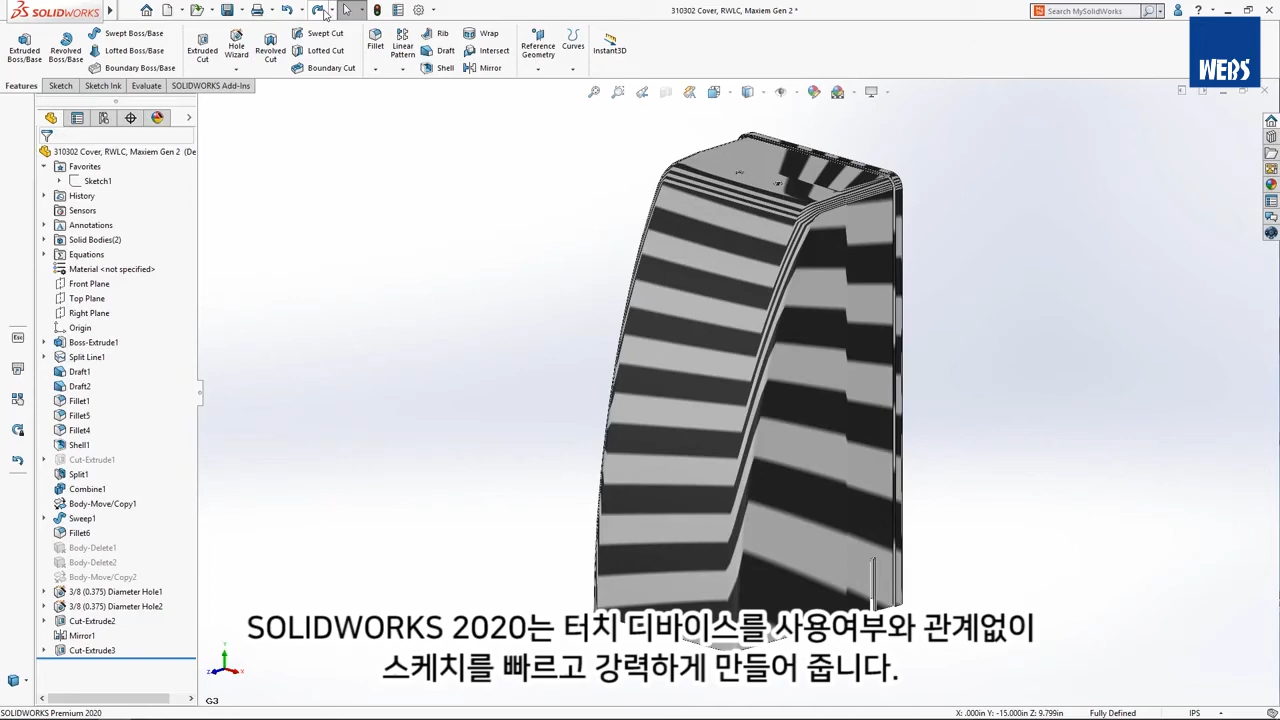 SOLIDWORKS
310302 Cover, RWLC, Maxiem Gen 2 *
Search MySolidWorks
WEBS
Extruded Boss/Base
Revolved Boss/Base
Swept Boss/Base
Lofted Boss/Base
Boundary Boss/Base
Extruded Cut
Hole Wizard
Revolved Cut
Swept Cut
Lofted Cut
Boundary Cut
Fillet
Linear Pattern
Rib
Draft
Shell
Wrap
Intersect
Mirror
Reference Geometry
Curves
Instant3D
Features
Sketch
Sketch Ink
Evaluate
SOLIDWORKS Add-Ins
310302 Cover, RWLC, Maxiem Gen 2 (De
Favorites
Sketch1
History
Sensors
Annotations
Solid Bodies(2)
Equations
Material <not specified>
Front Plane
Top Plane
Right Plane
Origin
Boss-Extrude1
Split Line1
Draft1
Draft2
Fillet1
Fillet5
Fillet4
Shell1
Cut-Extrude1
Split1
Combine1
Body-Move/Copy1
Sweep1
Fillet6
Body-Delete1
Body-Delete2
Body-Move/Copy2
3/8 (0.375) Diameter Hole1
3/8 (0.375) Diameter Hole2
Cut-Extrude2
Mirror1
Cut-Extrude3
Esc
SOLIDWORKS 2020는 터치 디바이스를 사용여부와 관계없이
스케치를 빠르고 강력하게 만들어 줍니다.
G3
SOLIDWORKS Premium 2020
X: .000in Y: -15.000in Z: 9.799in
Fully Defined
IPS